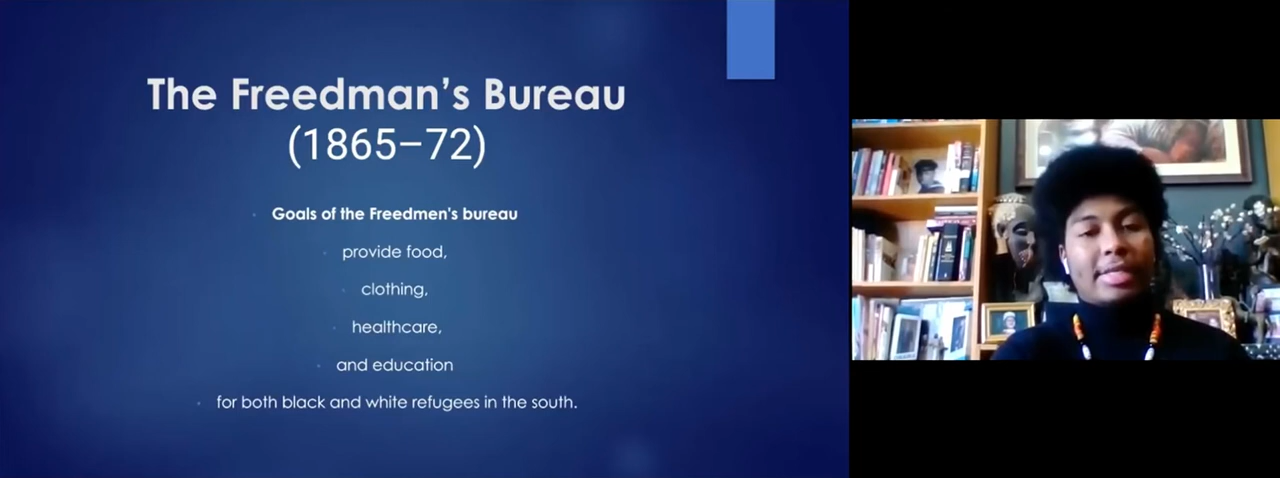 The Freedman's Bureau
(1865–72)
Goals of the Freedmen's bureau
provide food,
clothing,
healthcare,
and education
for both black and white refugees in the south.